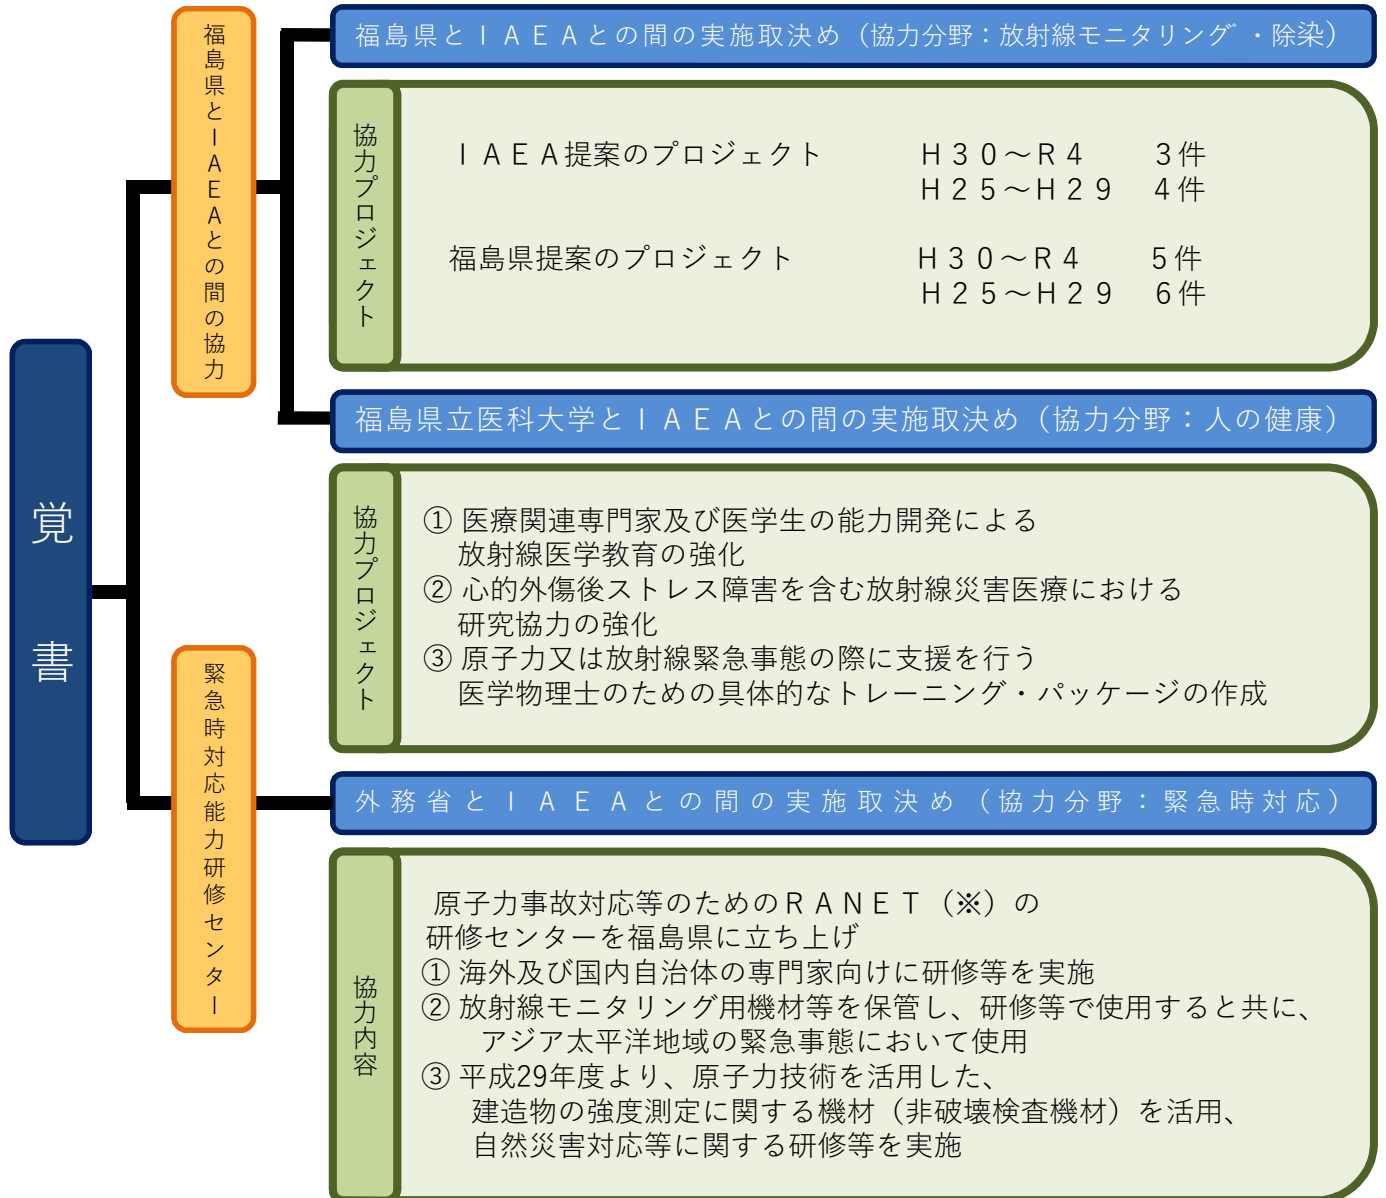 覚書
福島県とＩＡＥＡとの間の協力
福島県とＩＡＥＡとの間の実施取決め（協力分野：放射線モニタリング・除染）
協力プロジェクト
ＩＡＥＡ提案のプロジェクト　Ｈ３０～Ｒ４　３件
Ｈ２５～Ｈ２９　４件
福島県提案のプロジェクト　Ｈ３０～Ｒ４　５件
Ｈ２５～Ｈ２９　６件
福島県立医科大学とＩＡＥＡとの間の実施取決め（協力分野：人の健康）
協力プロジェクト
① 医療関連専門家及び医学生の能力開発による
放射線医学教育の強化
② 心的外傷後ストレス障害を含む放射線災害医療における
研究協力の強化
③ 原子力又は放射線緊急事態の際に支援を行う
医学物理士のための具体的なトレーニング・パッケージの作成
緊急時対応能力研修センター
外務省とＩＡＥＡとの間の実施取決め（協力分野：緊急時対応）
協力内容
原子力事故対応等のためのＲＡＮＥＴ（※）の
研修センターを福島県に立ち上げ
① 海外及び国内自治体の専門家向けに研修等を実施
② 放射線モニタリング用機材等を保管し、研修等で使用すると共に、
アジア太平洋地域の緊急事態において使用
③ 平成29年度より、原子力技術を活用した、
建造物の強度測定に関する機材（非破壊検査機材）を活用、
自然災害対応等に関する研修等を実施